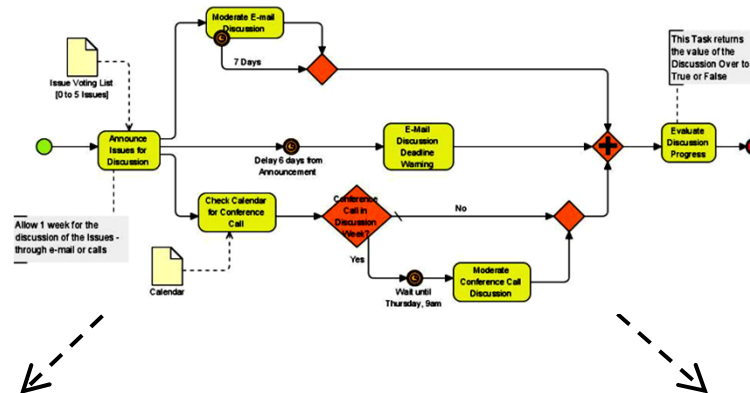 Moderate E-mail
Discussion
7 Days
This Task returns
the value of the
Discussion Over to
True or False
Issue Voting List
[0 to 5 Issues]
Announce
Issues for
Discussion
Delay 6 days from
Announcement
E-Mail
Discussion
Deadline
Warning
Evaluate
Discussion
Progress
Check Calendar
for Conference
Call
Conference
Call in
Discussion
Week?
No
Yes
Allow 1 week for the
discussion of the Issues -
through e-mail or calls
Calendar
Wait until
Thursday, 9am
Moderate
Conference Call
Discussion